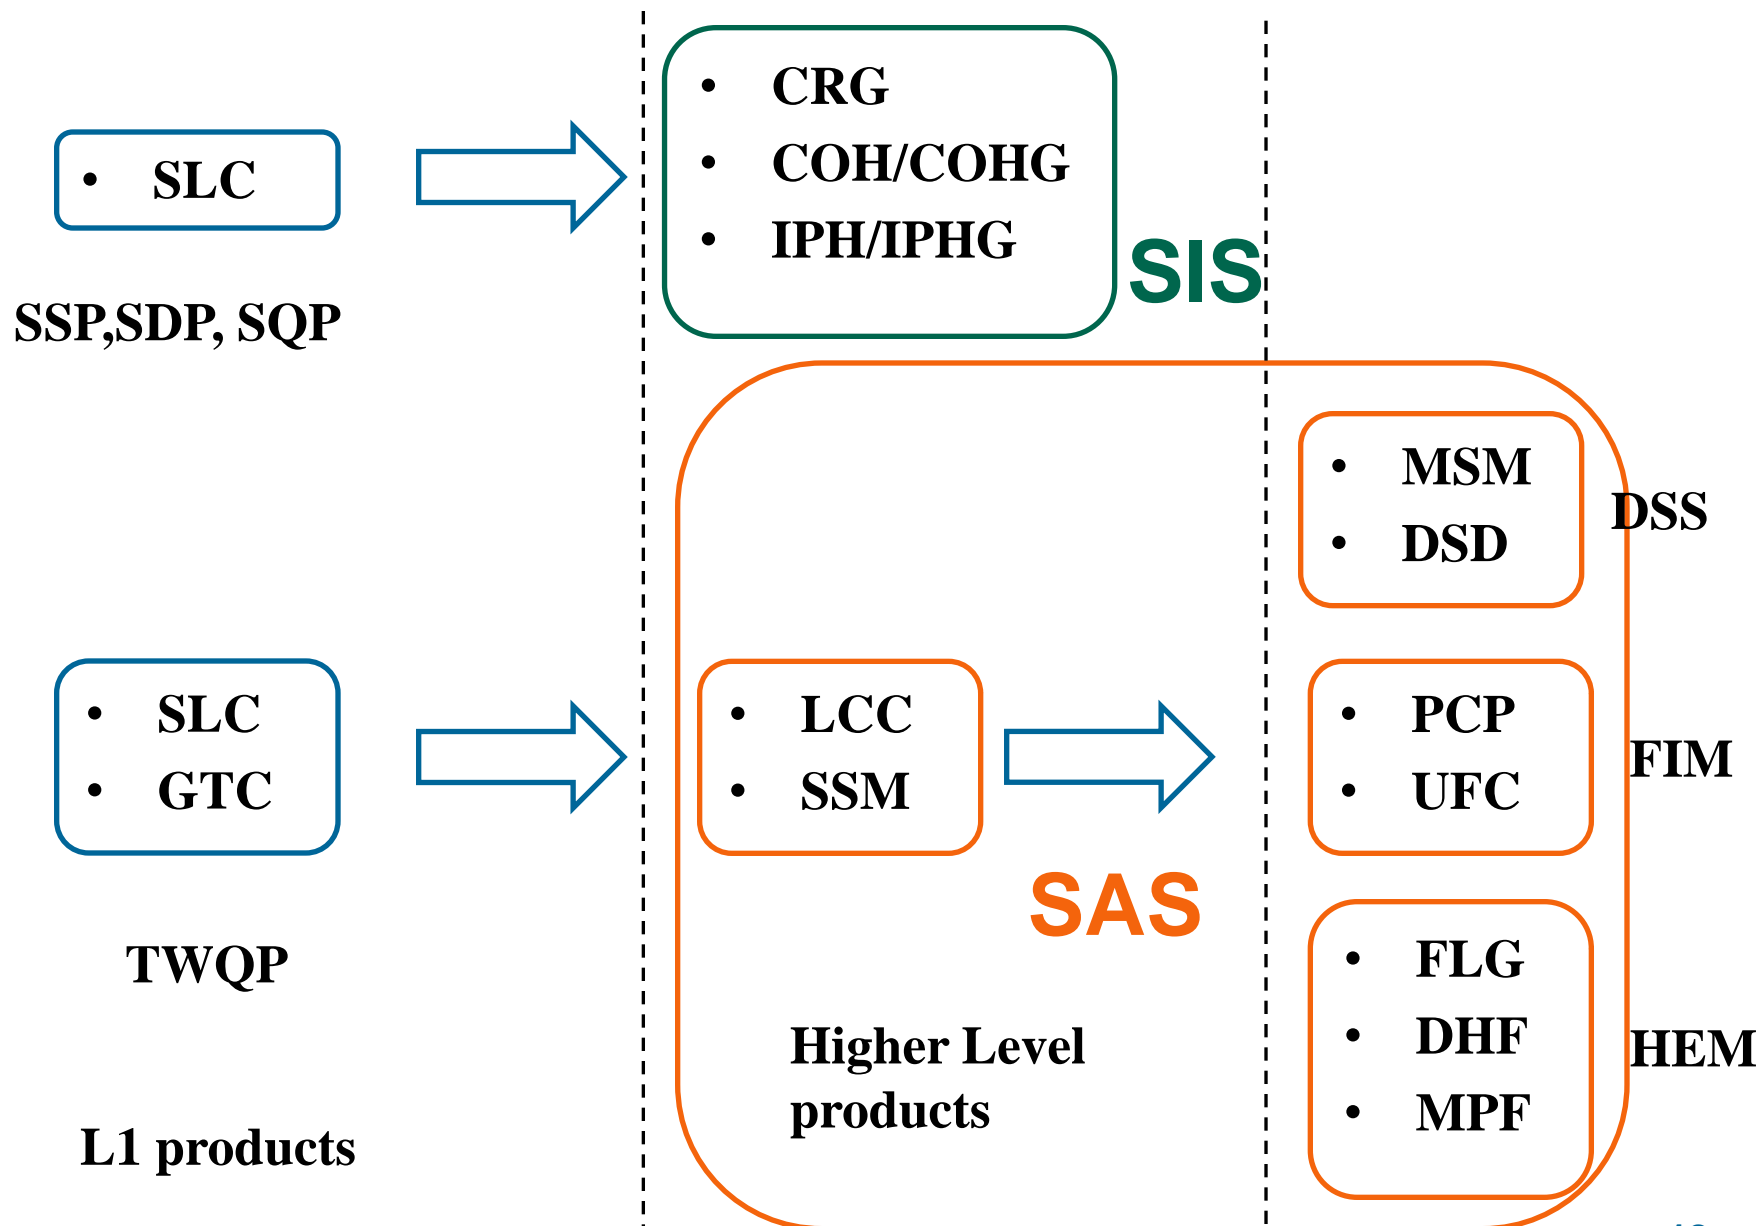 • SLC
SSP,SDP, SQP
• CRG
• COH/COHG
• IPH/IPHG
SIS
• SLC
• GTC
TWQP
L1 products
• LCC
• SSM
SAS
Higher Level
products
• MSM
• DSD
DSS
• PCP
• UFC
FIM
• FLG
• DHF
• MPF
HEM